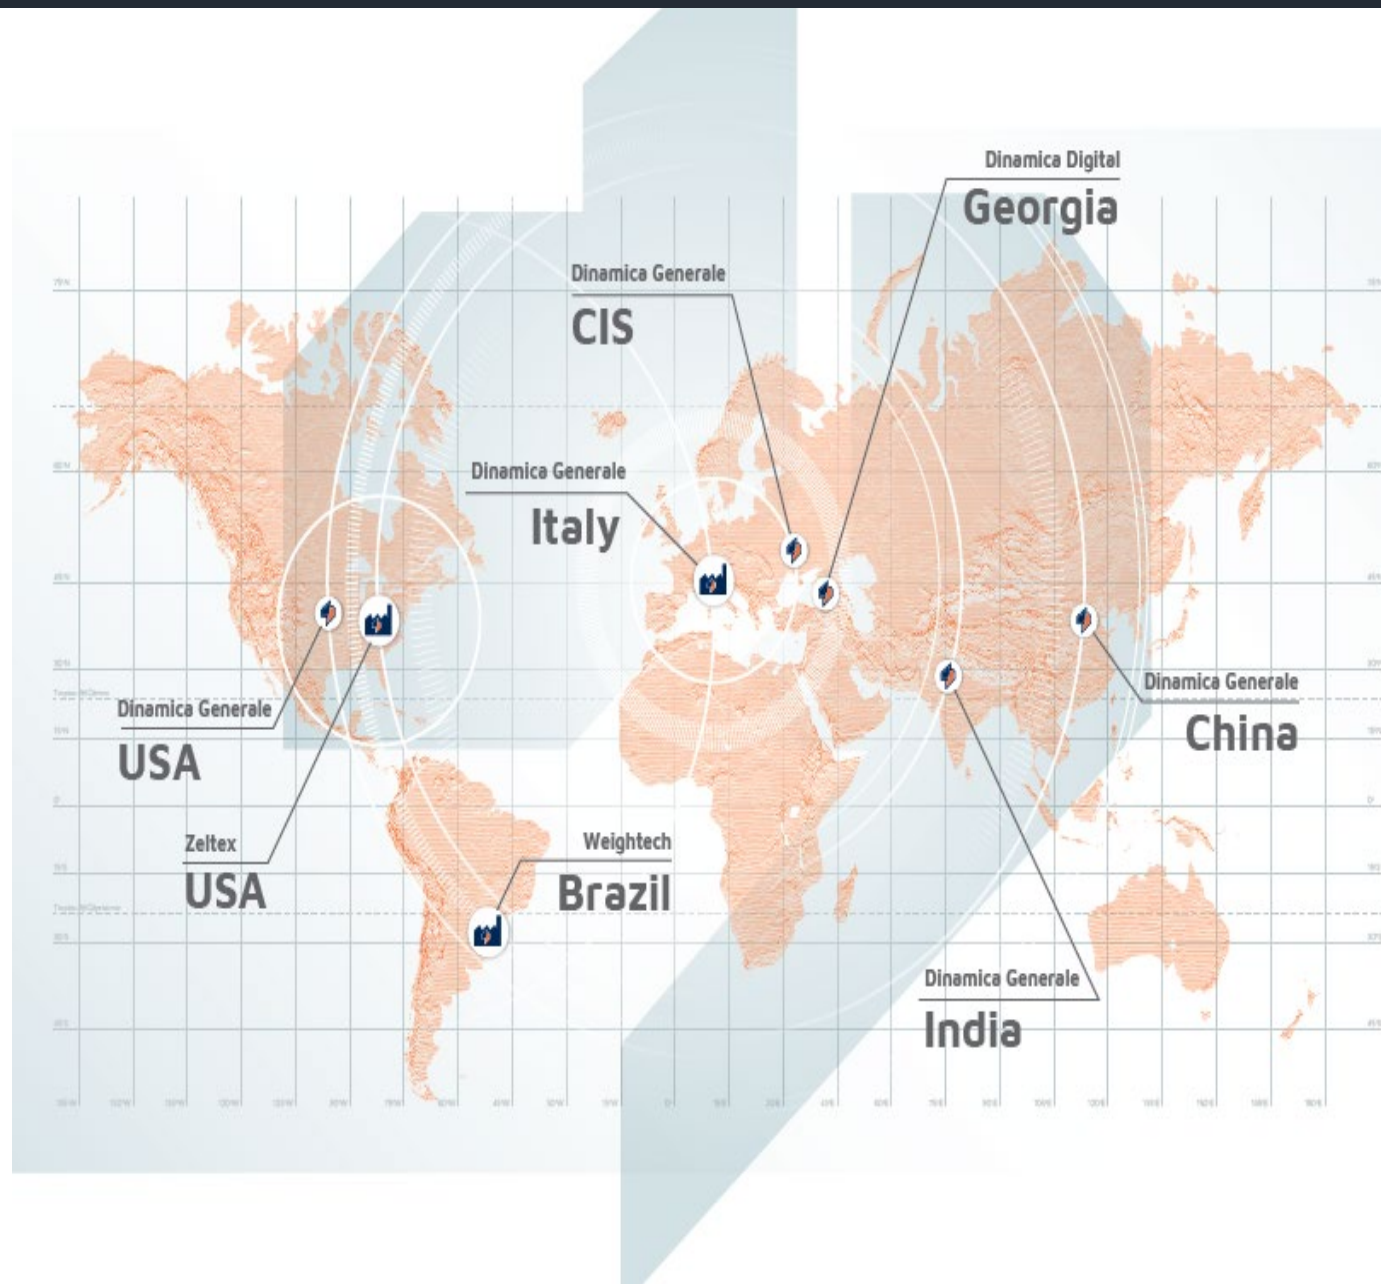 Dinamica Digital
Georgia
Dinamica Generale
CIS
Dinamica Generale
Italy
Dinamica Generale
USA
Dinamica Generale
China
Zeltex
USA
Weightech
Brazil
Dinamica Generale
India